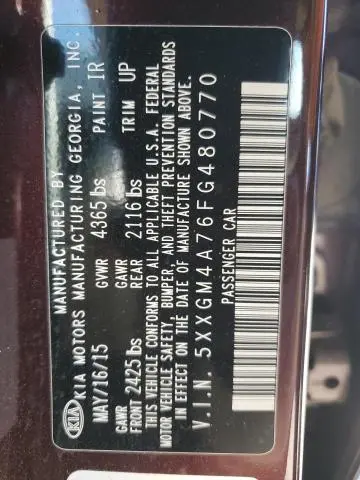 MANUFACTURED BY
KIA KIA MOTORS MANUFACTURING GEORGIA, INC.
MAY/16/15 GVWR 4365 lbs PAINT IR
GAWR FRONT 2425 lbs GAWR REAR 2116 lbs TRIM UP
THIS VEHICLE CONFORMS TO ALL APPLICABLE U.S.A. FEDERAL
MOTOR VEHICLE SAFETY, BUMPER, AND THEFT PREVENTION STANDARDS
IN EFFECT ON THE DATE OF MANUFACTURE SHOWN ABOVE.
V.I.N. 5XXGM4A76FG480770
PASSENGER CAR